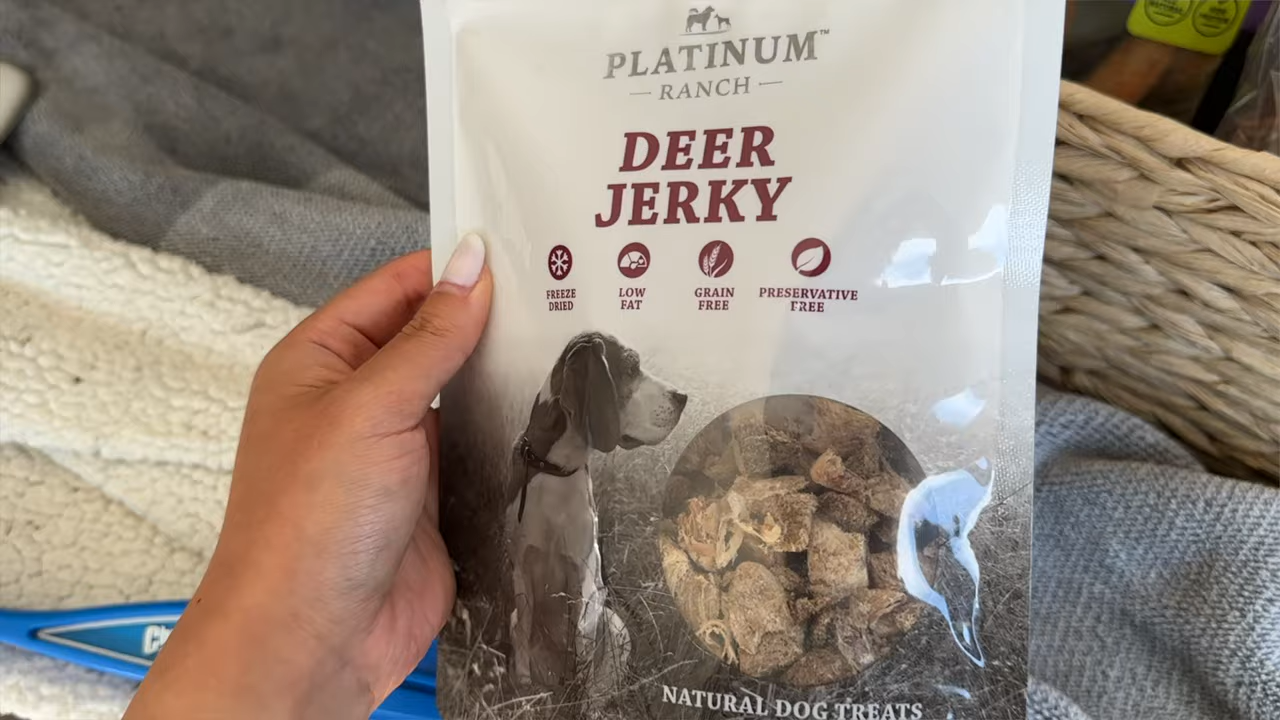 PLATINUM™
RANCH
DEER
JERKY
FREEZE
DRIED
LOW
FAT
GRAIN
FREE
PRESERVATIVE
FREE
NATURAL DOG TREATS